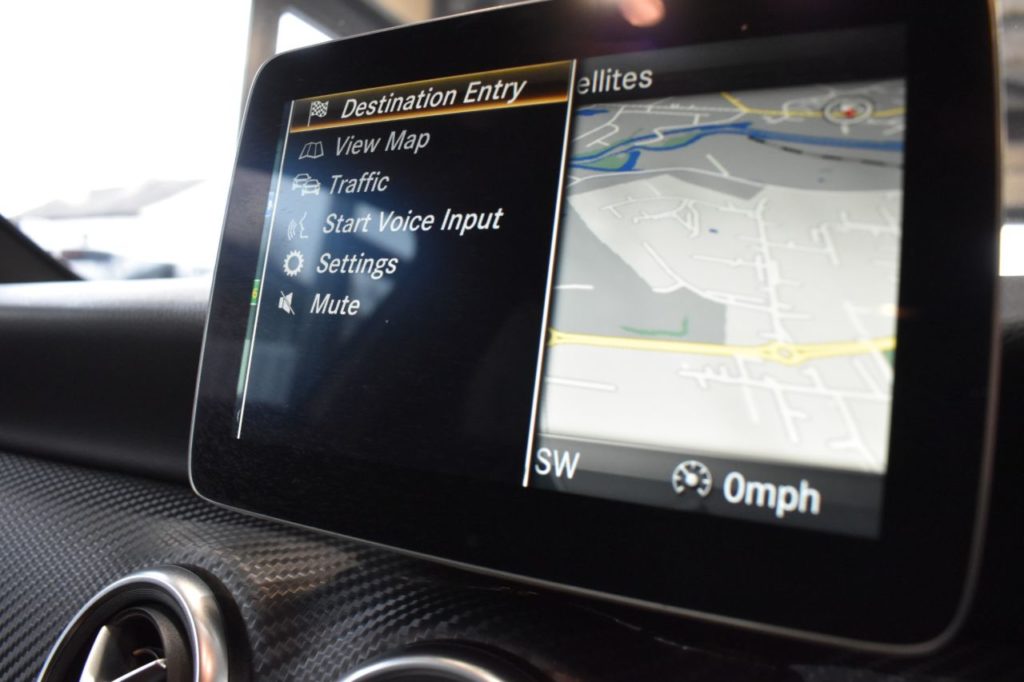 Destination Entry
View Map
Traffic
Start Voice Input
Settings
Mute
ellites
SW
0mph